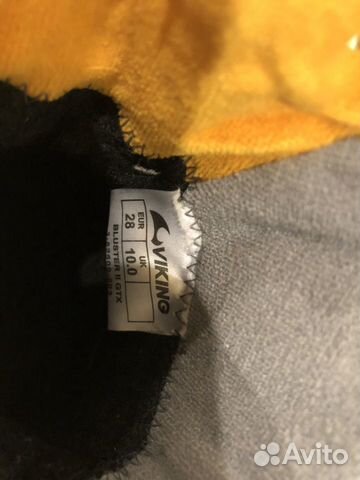 VIKING
EUR UK
28 10.0
BLUSTER II GTX
Avito